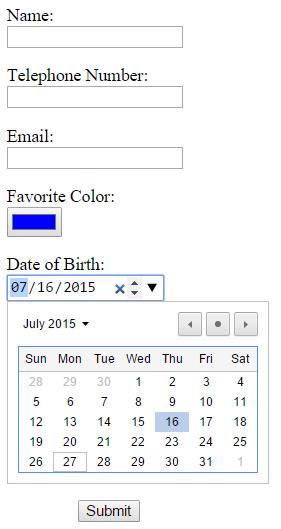 Name:
Telephone Number:
Email:
Favorite Color:
Date of Birth:
07/16/2015
July 2015
Sun Mon Tue Wed Thu Fri Sat
28 29 30 1 2 3 4
5 6 7 8 9 10 11
12 13 14 15 16 17 18
19 20 21 22 23 24 25
26 27 28 29 30 31 1
Submit